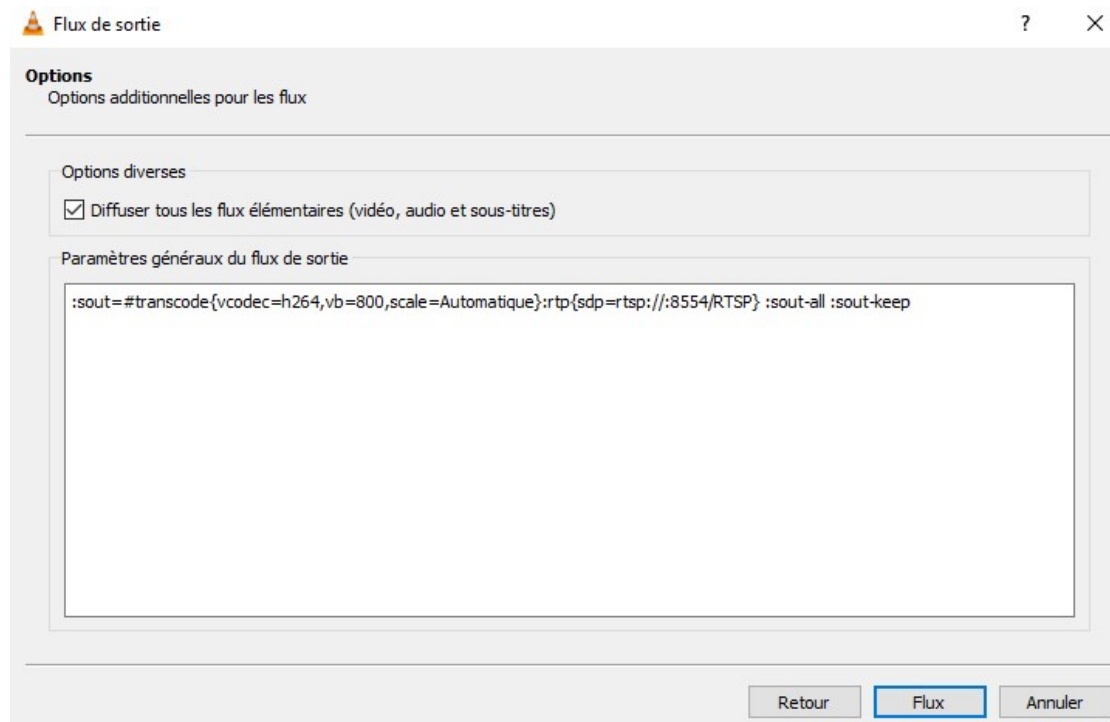 Flux de sortie
?
Options
Options additionnelles pour les flux
Options diverses
Diffuser tous les flux élémentaires (vidéo, audio et sous-titres)
Paramètres généraux du flux de sortie
:sout=#transcode{vcodec=h264,vb=800,scale=Automatique}:rtp{sdp=rtsp://:8554/RTSP} :sout-all :sout-keep
Retour Flux Annuler